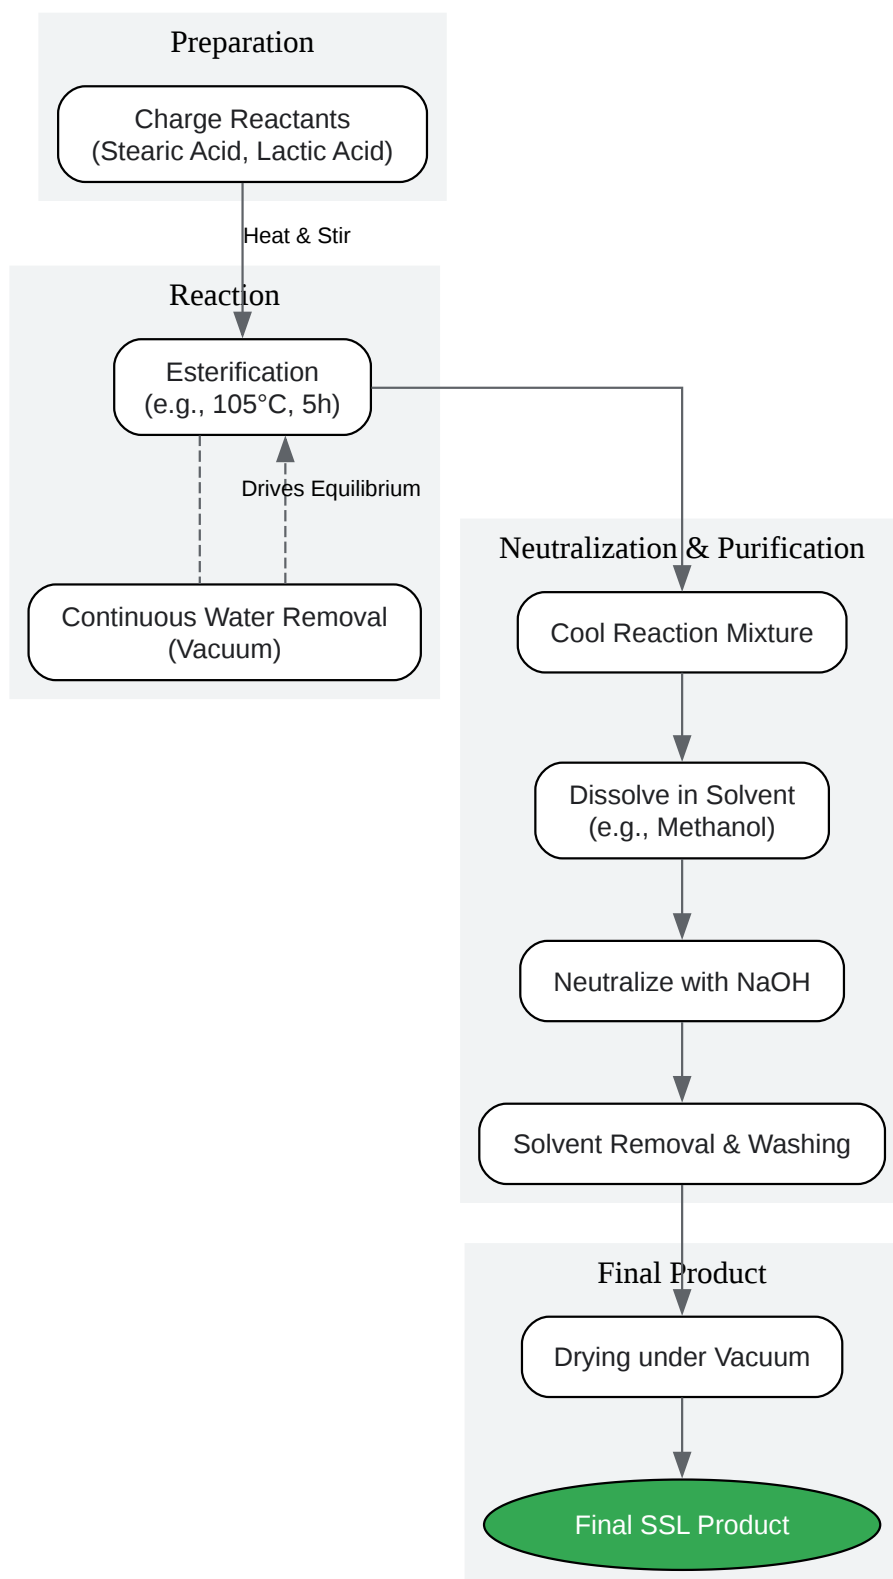 Preparation
Charge Reactants
(Stearic Acid, Lactic Acid)
Heat & Stir
Reaction
Esterification
(e.g., 105°C, 5h)
Drives Equilibrium
Continuous Water Removal
(Vacuum)
Neutralization & Purification
Cool Reaction Mixture
Dissolve in Solvent
(e.g., Methanol)
Neutralize with NaOH
Solvent Removal & Washing
Final Product
Drying under Vacuum
Final SSL Product